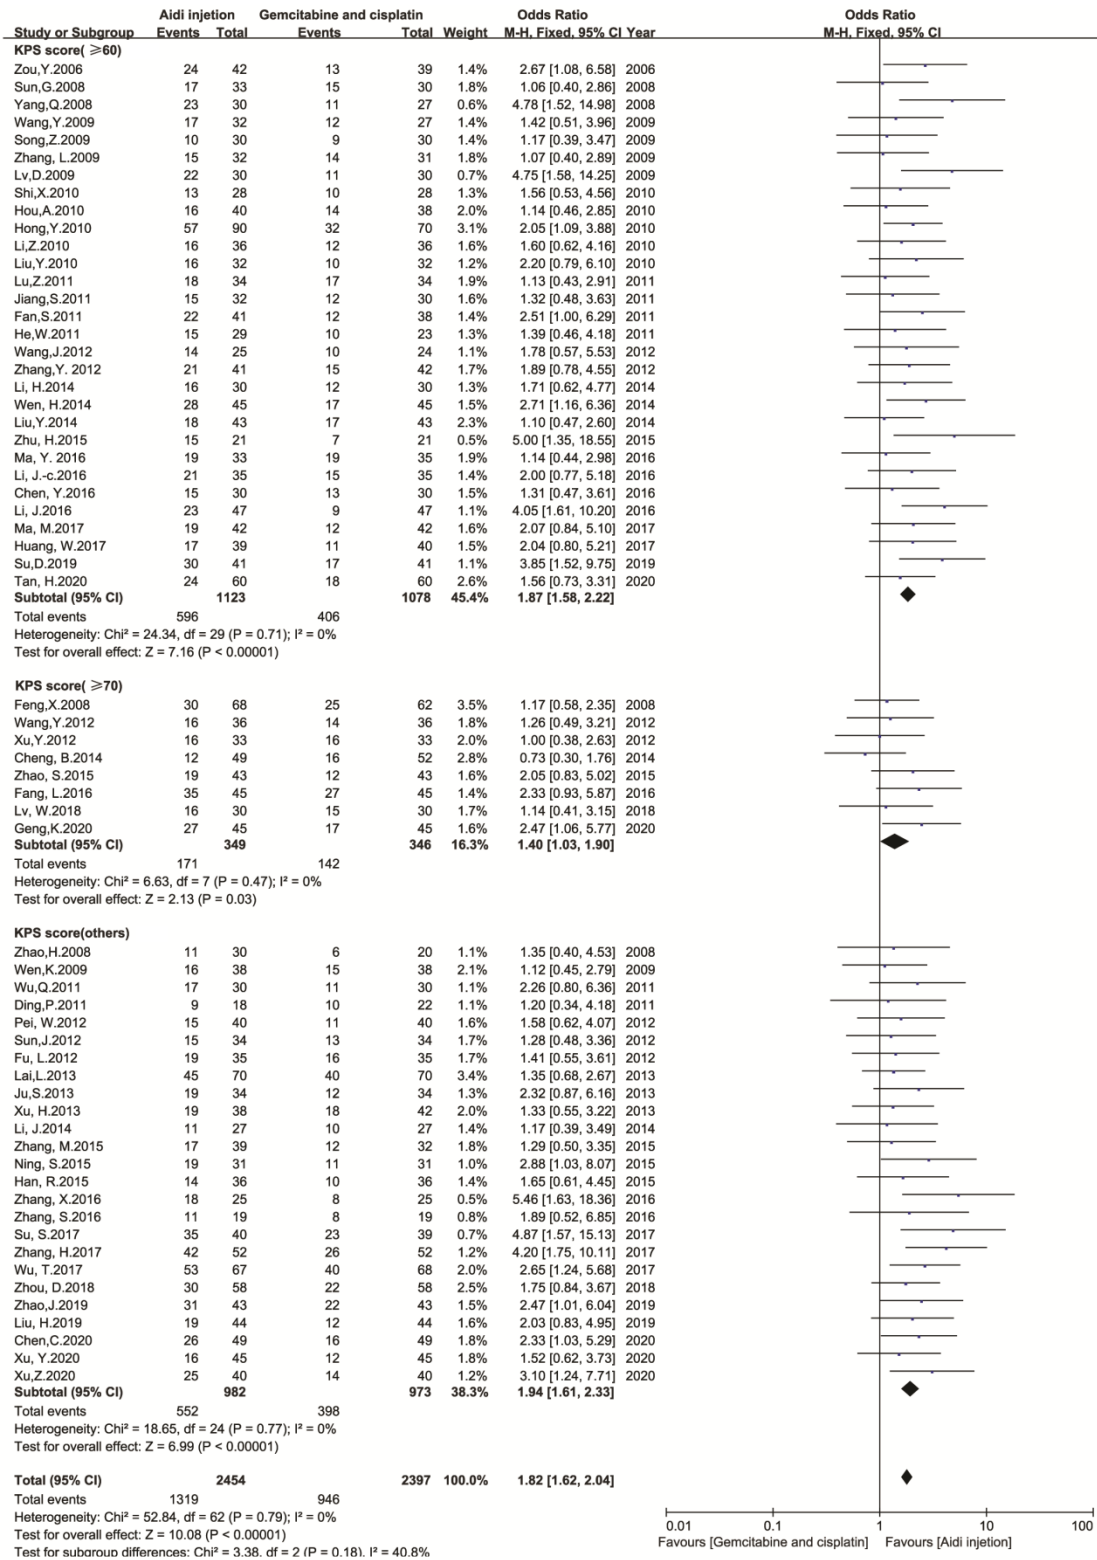 Aidi injetion Gemcitabine and cisplatin Odds Ratio Odds Ratio
Study or Subgroup Events Total Events Total Weight M-H, Fixed, 95% CI Year M-H, Fixed, 95% CI
KPS score( ≥60)
Zou,Y.2006 24 42 13 39 1.4% 2.67 [1.08, 6.58] 2006
Sun,G.2008 17 33 15 30 1.8% 1.06 [0.40, 2.86] 2008
Yang,Q.2008 23 30 11 27 0.6% 4.78 [1.52, 14.98] 2008
Wang,Y.2009 17 32 12 27 1.4% 1.42 [0.51, 3.96] 2009
Song,Z.2009 10 30 9 30 1.4% 1.17 [0.39, 3.47] 2009
Zhang, L.2009 15 32 14 31 1.8% 1.07 [0.40, 2.89] 2009
Lv,D.2009 22 30 11 30 0.7% 4.75 [1.58, 14.25] 2009
Shi,X.2010 13 28 10 28 1.3% 1.56 [0.53, 4.56] 2010
Hou,A.2010 16 40 14 38 2.0% 1.14 [0.46, 2.85] 2010
Hong,Y.2010 57 90 32 70 3.1% 2.05 [1.09, 3.88] 2010
Li,Z.2010 16 36 12 36 1.6% 1.60 [0.62, 4.16] 2010
Liu,Y.2010 16 32 10 32 1.2% 2.20 [0.79, 6.10] 2010
Lu,Z.2011 18 34 17 34 1.9% 1.13 [0.43, 2.91] 2011
Jiang,S.2011 15 32 12 30 1.6% 1.32 [0.48, 3.63] 2011
Fan,S.2011 22 41 12 38 1.4% 2.51 [1.00, 6.29] 2011
He,W.2011 15 29 10 23 1.3% 1.39 [0.46, 4.18] 2011
Wang,J.2012 14 25 10 24 1.1% 1.78 [0.57, 5.53] 2012
Zhang,Y. 2012 21 41 15 42 1.7% 1.89 [0.78, 4.55] 2012
Li, H.2014 16 30 12 30 1.3% 1.71 [0.62, 4.77] 2014
Wen, H.2014 28 45 17 45 1.5% 2.71 [1.16, 6.36] 2014
Liu,Y.2014 18 43 17 43 2.3% 1.10 [0.47, 2.60] 2014
Zhu, H.2015 15 21 7 21 0.5% 5.00 [1.35, 18.55] 2015
Ma, Y. 2016 19 33 19 35 1.9% 1.14 [0.44, 2.98] 2016
Li, J.-c.2016 21 35 15 35 1.4% 2.00 [0.77, 5.18] 2016
Chen, Y.2016 15 30 13 30 1.5% 1.31 [0.47, 3.61] 2016
Li, J.2016 23 47 9 47 1.1% 4.05 [1.61, 10.20] 2016
Ma, M.2017 19 42 12 42 1.6% 2.07 [0.84, 5.10] 2017
Huang, W.2017 17 39 11 40 1.5% 2.04 [0.80, 5.21] 2017
Su,D.2019 30 41 17 41 1.1% 3.85 [1.52, 9.75] 2019
Tan, H.2020 24 60 18 60 2.6% 1.56 [0.73, 3.31] 2020
Subtotal (95% CI) 1123 1078 45.4% 1.87 [1.58, 2.22]
Total events 596 406
Heterogeneity: Chi² = 24.34, df = 29 (P = 0.71); I² = 0%
Test for overall effect: Z = 7.16 (P < 0.00001)
KPS score( ≥70)
Feng,X.2008 30 68 25 62 3.5% 1.17 [0.58, 2.35] 2008
Wang,Y.2012 16 36 14 36 1.8% 1.26 [0.49, 3.21] 2012
Xu,Y.2012 16 33 16 33 2.0% 1.00 [0.38, 2.63] 2012
Cheng, B.2014 12 49 16 52 2.8% 0.73 [0.30, 1.76] 2014
Zhao, S.2015 19 43 12 43 1.6% 2.05 [0.83, 5.02] 2015
Fang, L.2016 35 45 27 45 1.4% 2.33 [0.93, 5.87] 2016
Lv, W.2018 16 30 15 30 1.7% 1.14 [0.41, 3.15] 2018
Geng,K.2020 27 45 17 45 1.6% 2.47 [1.06, 5.77] 2020
Subtotal (95% CI) 349 346 16.3% 1.40 [1.03, 1.90]
Total events 171 142
Heterogeneity: Chi² = 6.63, df = 7 (P = 0.47); I² = 0%
Test for overall effect: Z = 2.13 (P = 0.03)
KPS score(others)
Zhao,H.2008 11 30 6 20 1.1% 1.35 [0.40, 4.53] 2008
Wen,K.2009 16 38 15 38 2.1% 1.12 [0.45, 2.79] 2009
Wu,Q.2011 17 30 11 30 1.1% 2.26 [0.80, 6.36] 2011
Ding,P.2011 9 18 10 22 1.1% 1.20 [0.34, 4.18] 2011
Pei, W.2012 15 40 11 40 1.6% 1.58 [0.62, 4.07] 2012
Sun,J.2012 15 34 13 34 1.7% 1.28 [0.48, 3.36] 2012
Fu, L.2012 19 35 16 35 1.7% 1.41 [0.55, 3.61] 2012
Lai,L.2013 45 70 40 70 3.4% 1.35 [0.68, 2.67] 2013
Ju,S.2013 19 34 12 34 1.3% 2.32 [0.87, 6.16] 2013
Xu, H.2013 19 38 18 42 2.0% 1.33 [0.55, 3.22] 2013
Li, J.2014 11 27 10 27 1.4% 1.17 [0.39, 3.49] 2014
Zhang, M.2015 17 39 12 32 1.8% 1.29 [0.50, 3.35] 2015
Ning, S.2015 19 31 11 31 1.0% 2.88 [1.03, 8.07] 2015
Han, R.2015 14 36 10 36 1.4% 1.65 [0.61, 4.45] 2015
Zhang, X.2016 18 25 8 25 0.5% 5.46 [1.63, 18.36] 2016
Zhang, S.2016 11 19 8 19 0.8% 1.89 [0.52, 6.85] 2016
Su, S.2017 35 40 23 39 0.7% 4.87 [1.57, 15.13] 2017
Zhang, H.2017 42 52 26 52 1.2% 4.20 [1.75, 10.11] 2017
Wu, T.2017 53 67 40 68 2.0% 2.65 [1.24, 5.68] 2017
Zhou, D.2018 30 58 22 58 2.5% 1.75 [0.84, 3.67] 2018
Zhao,J.2019 31 43 22 43 1.5% 2.47 [1.01, 6.04] 2019
Liu, H.2019 19 44 12 44 1.6% 2.03 [0.83, 4.95] 2019
Chen,C.2020 26 49 16 49 1.8% 2.33 [1.03, 5.29] 2020
Xu, Y.2020 16 45 12 45 1.8% 1.52 [0.62, 3.73] 2020
Xu,Z.2020 25 40 14 40 1.2% 3.10 [1.24, 7.71] 2020
Subtotal (95% CI) 982 973 38.3% 1.94 [1.61, 2.33]
Total events 552 398
Heterogeneity: Chi² = 18.65, df = 24 (P = 0.77); I² = 0%
Test for overall effect: Z = 6.99 (P < 0.00001)
Total (95% CI) 2454 2397 100.0% 1.82 [1.62, 2.04]
Total events 1319 946
Heterogeneity: Chi² = 52.84, df = 62 (P = 0.79); I² = 0%
Test for overall effect: Z = 10.08 (P < 0.00001)
Test for subgroup differences: Chi² = 3.38, df = 2 (P = 0.18), I² = 40.8%
0.01 0.1 1 10 100
Favours [Gemcitabine and cisplatin] Favours [Aidi injetion]